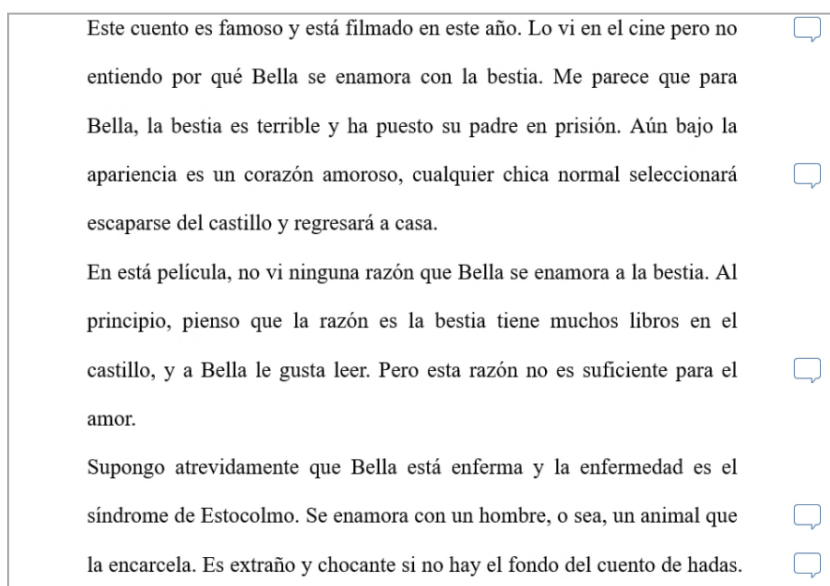 Este cuento es famoso y está filmado en este año. Lo vi en el cine pero no
entiendo por qué Bella se enamora con la bestia. Me parece que para
Bella, la bestia es terrible y ha puesto su padre en prisión. Aún bajo la
apariencia es un corazón amoroso, cualquier chica normal seleccionará
escaparse del castillo y regresará a casa.
En está película, no vi ninguna razón que Bella se enamora a la bestia. Al
principio, pienso que la razón es la bestia tiene muchos libros en el
castillo, y a Bella le gusta leer. Pero esta razón no es suficiente para el
amor.
Supongo atrevidamente que Bella está enferma y la enfermedad es el
síndrome de Estocolmo. Se enamora con un hombre, o sea, un animal que
la encarcela. Es extraño y chocante si no hay el fondo del cuento de hadas.